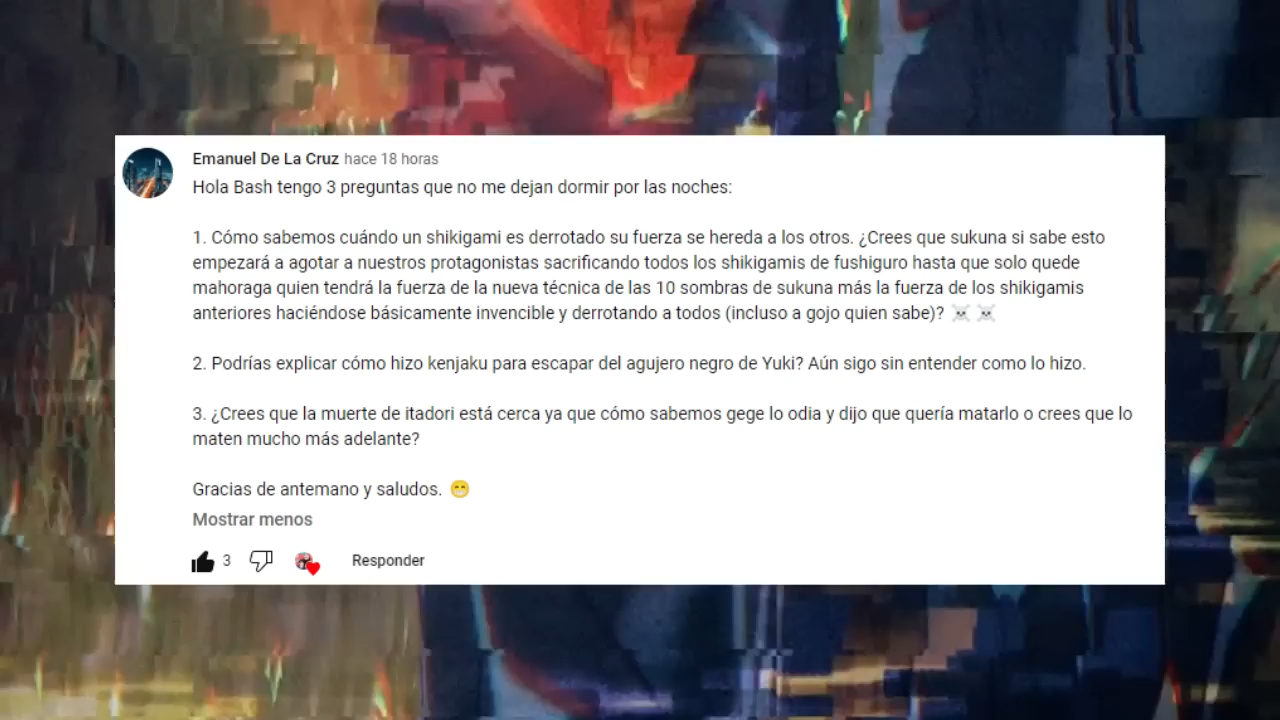 Emanuel De La Cruz hace 18 horas
Hola Bash tengo 3 preguntas que no me dejan dormir por las noches:
1. Cómo sabemos cuándo un shikigami es derrotado su fuerza se hereda a los otros. ¿Crees que sukuna si sabe esto
empezará a agotar a nuestros protagonistas sacrificando todos los shikigamis de fushiguro hasta que solo quede
mahoraga quien tendrá la fuerza de la nueva técnica de las 10 sombras de sukuna más la fuerza de los shikigamis
anteriores haciéndose básicamente invencible y derrotando a todos (incluso a gojo quien sabe)? ☠️ ☠️
2. Podrías explicar cómo hizo kenjaku para escapar del agujero negro de Yuki? Aún sigo sin entender como lo hizo.
3. ¿Crees que la muerte de itadori está cerca ya que cómo sabemos gege lo odia y dijo que quería matarlo o crees que lo
maten mucho más adelante?
Gracias de antemano y saludos. 😁
Mostrar menos
3 Responder